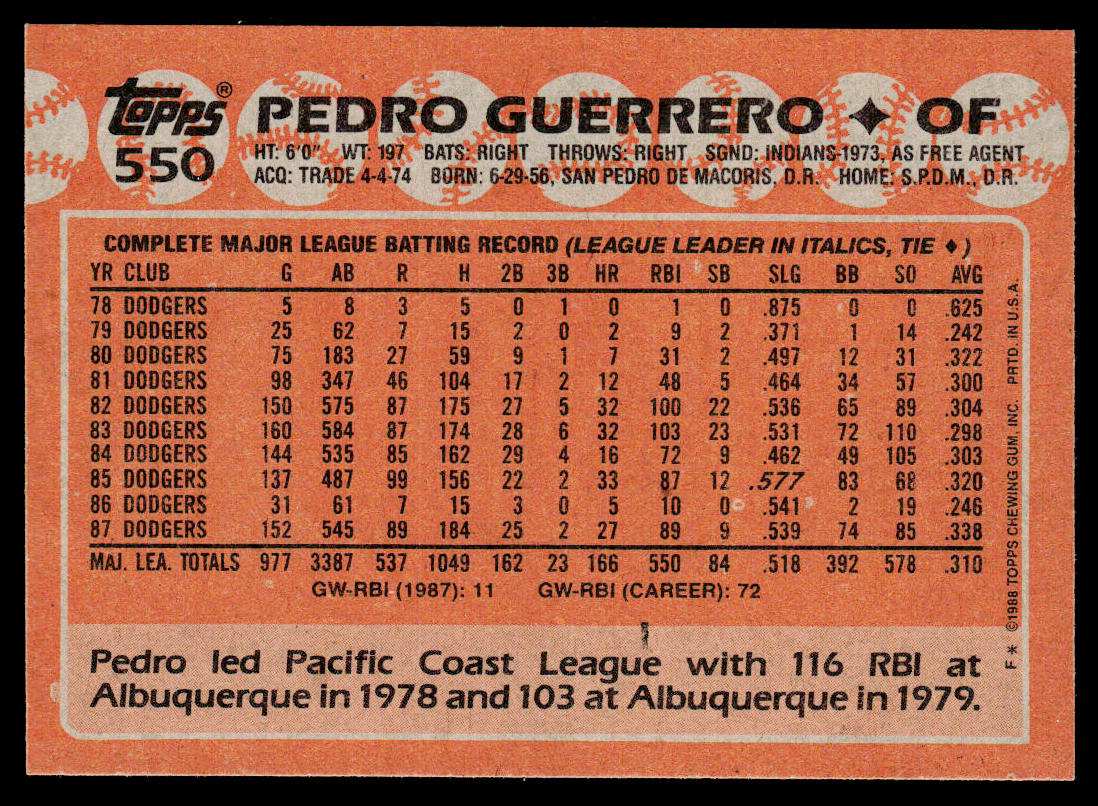 topps®
550
PEDRO GUERRERO ✦ OF
HT: 6'0" WT: 197 BATS: RIGHT THROWS: RIGHT SGND: INDIANS-1973, AS FREE AGENT
ACQ: TRADE 4-4-74 BORN: 6-29-56, SAN PEDRO DE MACORIS, D.R. HOME: S.P.D.M., D.R.
COMPLETE MAJOR LEAGUE BATTING RECORD (LEAGUE LEADER IN ITALICS, TIE ♦)
YR CLUB G AB R H 2B 3B HR RBI SB SLG BB SO AVG
78 DODGERS 5 8 3 5 0 1 0 1 0 .875 0 0 .625
79 DODGERS 25 62 7 15 2 0 2 9 2 .371 1 14 .242
80 DODGERS 75 183 27 59 9 1 7 31 2 .497 12 31 .322
81 DODGERS 98 347 46 104 17 2 12 48 5 .464 34 57 .300
82 DODGERS 150 575 87 175 27 5 32 100 22 .536 65 89 .304
83 DODGERS 160 584 87 174 28 6 32 103 23 .531 72 110 .298
84 DODGERS 144 535 85 162 29 4 16 72 9 .462 49 105 .303
85 DODGERS 137 487 99 156 22 2 33 87 12 .577 83 68 .320
86 DODGERS 31 61 7 15 3 0 5 10 0 .541 2 19 .246
87 DODGERS 152 545 89 184 25 2 27 89 9 .539 74 85 .338
MAJ. LEA. TOTALS 977 3387 537 1049 162 23 166 550 84 .518 392 578 .310
GW-RBI (1987): 11 GW-RBI (CAREER): 72
Pedro led Pacific Coast League with 116 RBI at
Albuquerque in 1978 and 103 at Albuquerque in 1979.
F* ©1988 TOPPS CHEWING GUM, INC. PRTD. IN U.S.A.